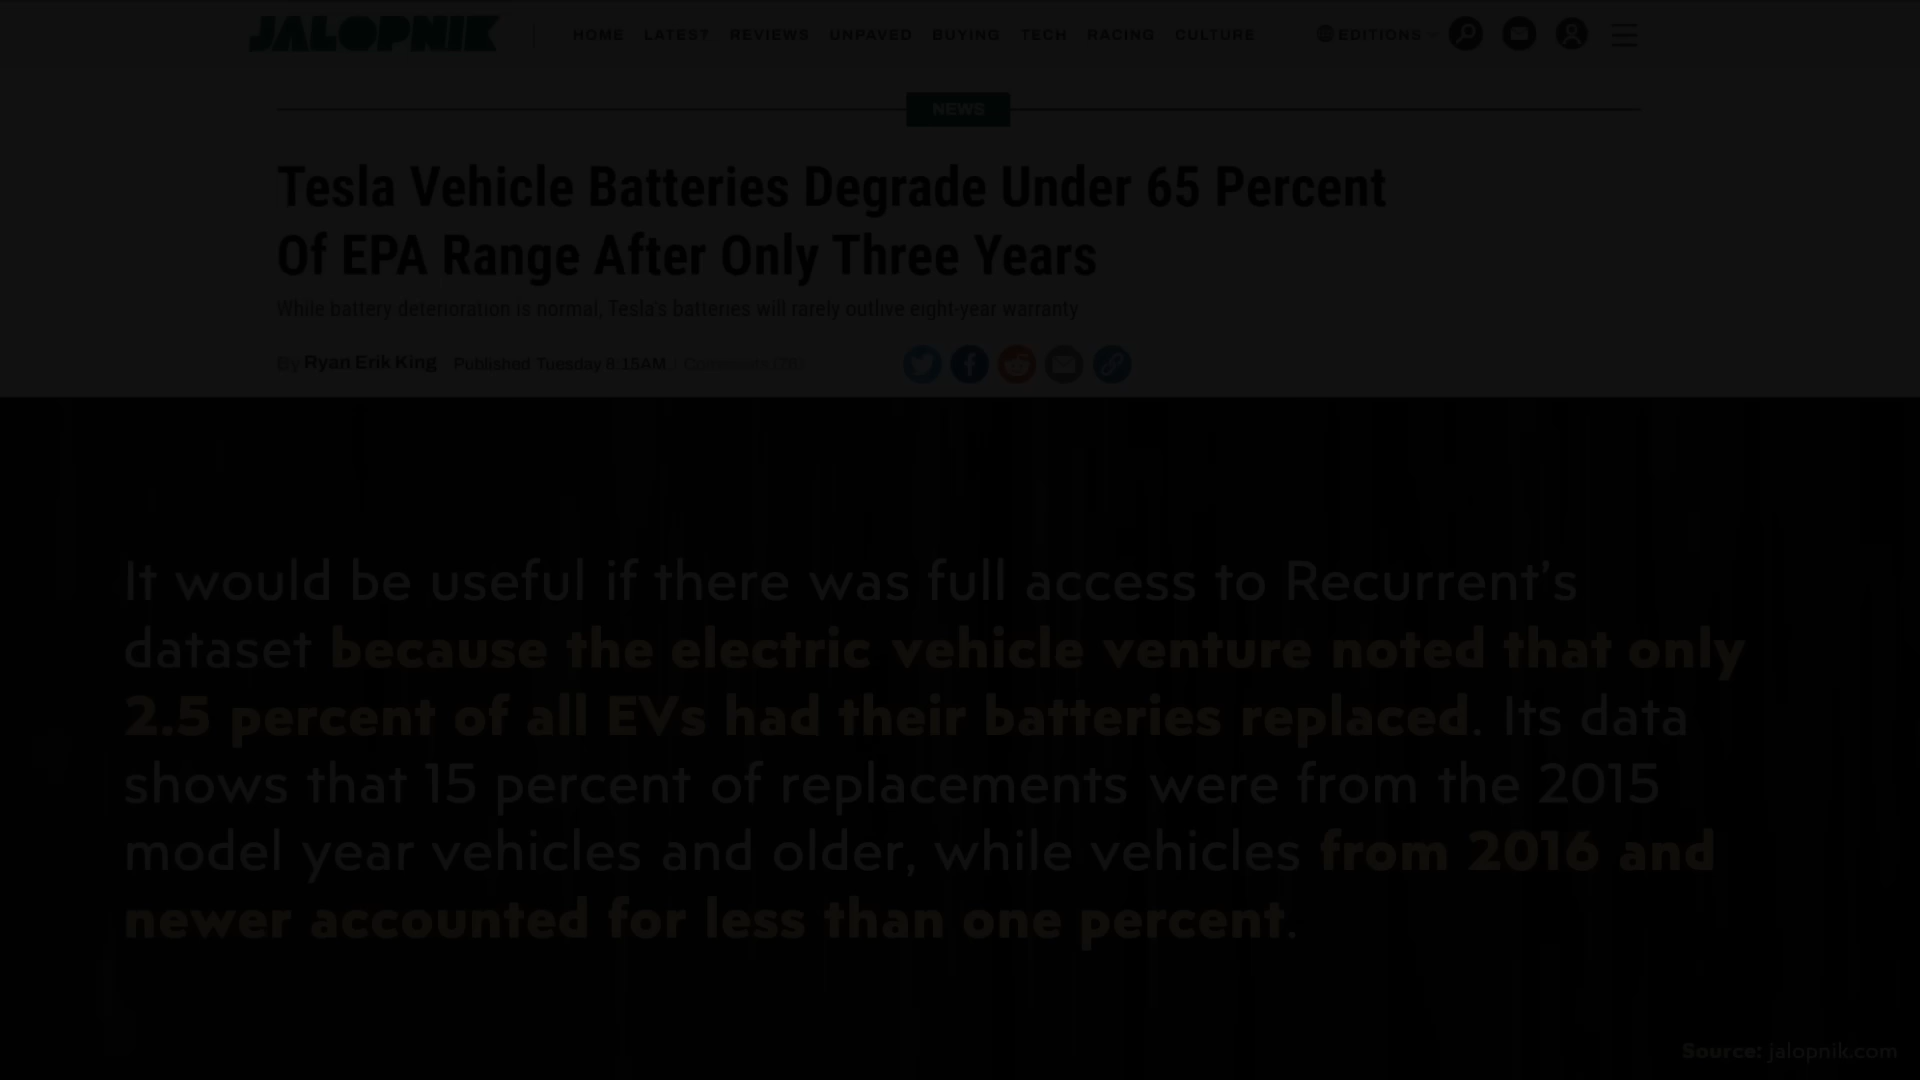 JALOPNIK
HOME LATEST REVIEWS UNPAVED BUYING TECH RACING CULTURE EDITIONS
NEWS
Tesla Vehicle Batteries Degrade Under 65 Percent
Of EPA Range After Only Three Years
While battery deterioration is normal, Tesla's batteries will rarely outlive eight-year warranty
By Ryan Erik King Published Tuesday 6:15AM
It would be useful if there was full access to Recurrent's
dataset because the electric vehicle venture noted that only
2.5 percent of all EVs had their batteries replaced. Its data
shows that 15 percent of replacements were from the 2015
model year vehicles and older, while vehicles from 2016 and
newer accounted for less than one percent.
Source: jalopnik.com